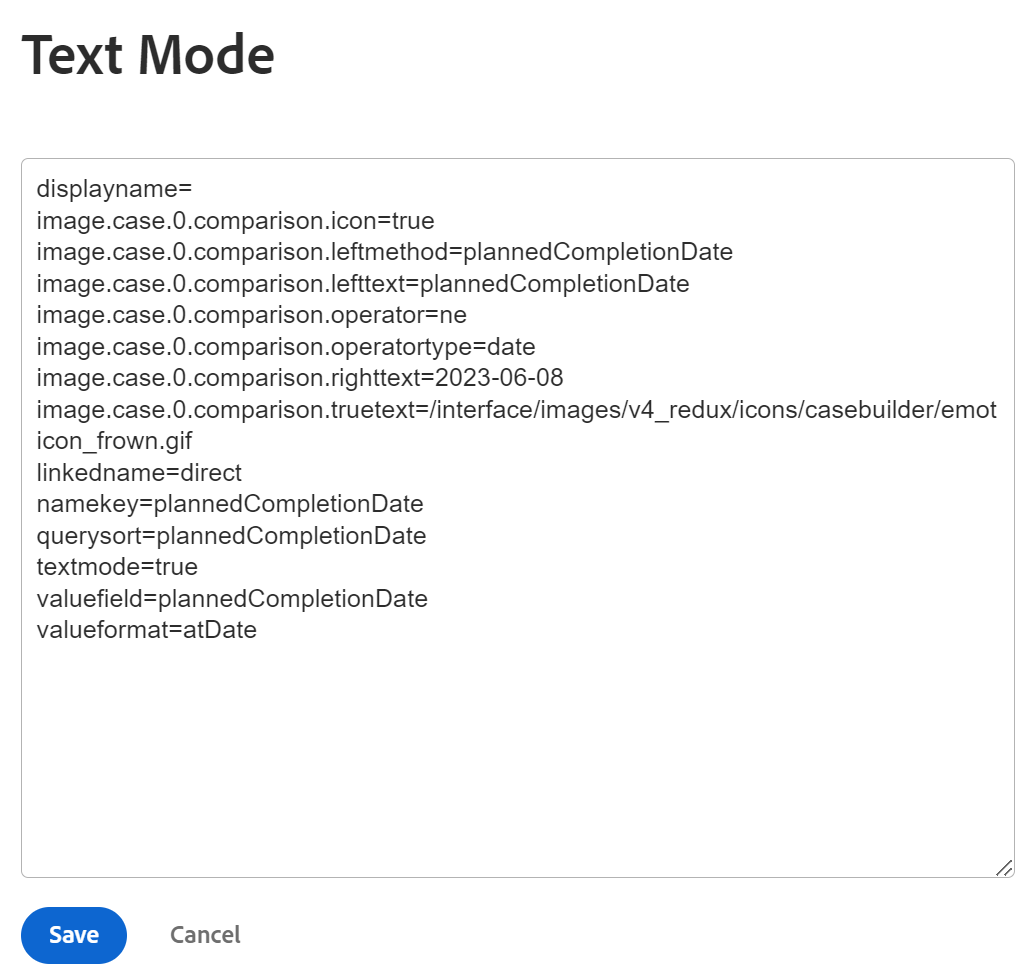 Text Mode
displayname=
image.case.0.comparison.icon=true
image.case.0.comparison.leftmethod=plannedCompletionDate
image.case.0.comparison.lefttext=plannedCompletionDate
image.case.0.comparison.operator=ne
image.case.0.comparison.operatortype=date
image.case.0.comparison.righttext=2023-06-08
image.case.0.comparison.truetext=/interface/images/v4_redux/icons/casebuilder/emot
icon_frown.gif
linkedname=direct
namekey=plannedCompletionDate
querysort=plannedCompletionDate
textmode=true
valuefield=plannedCompletionDate
valueformat=atDate
Save Cancel